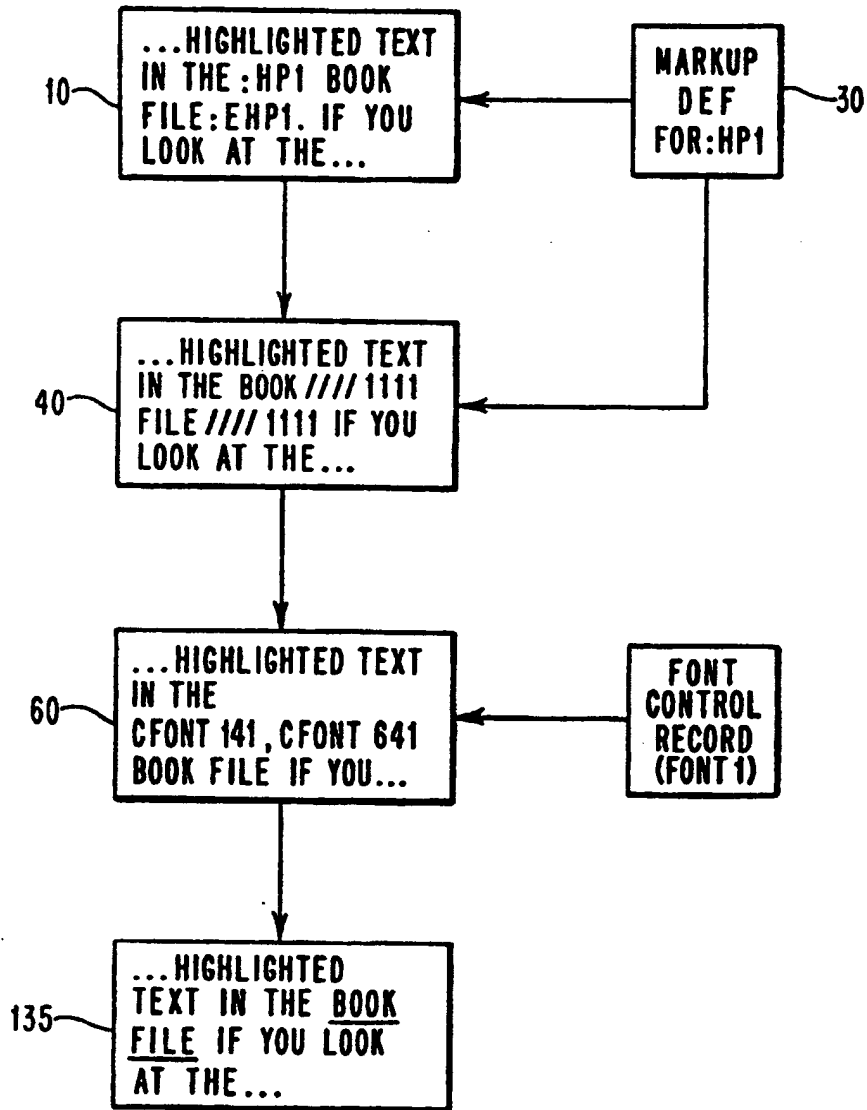 ...HIGHLIGHTED TEXT
IN THE :HP1 BOOK
FILE:EHP1. IF YOU
LOOK AT THE...
10
MARKUP
DEF
FOR:HP1
30
...HIGHLIGHTED TEXT
IN THE BOOK //// 1111
FILE //// 1111 IF YOU
LOOK AT THE...
40
...HIGHLIGHTED TEXT
IN THE
CFONT 141, CFONT 641
BOOK FILE IF YOU...
60
FONT
CONTROL
RECORD
(FONT 1)
...HIGHLIGHTED
TEXT IN THE BOOK
FILE IF YOU LOOK
AT THE...
135